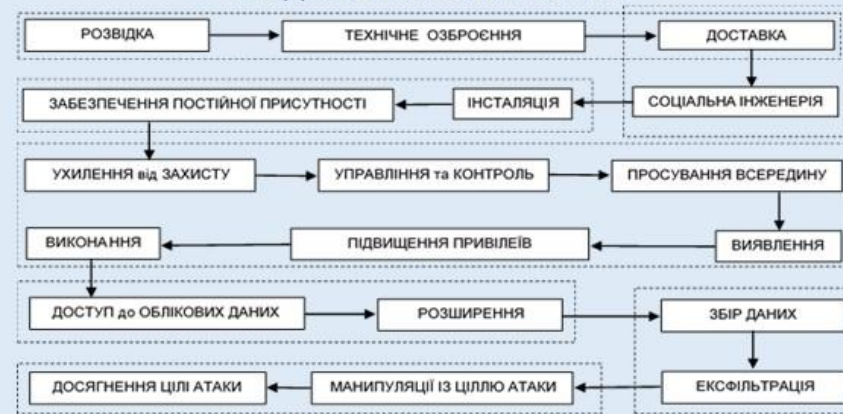 РОЗВІДКА
ТЕХНІЧНЕ ОЗБРОЄННЯ
ДОСТАВКА
ЗАБЕЗПЕЧЕННЯ ПОСТІЙНОЇ ПРИСУТНОСТІ
ІНСТАЛЯЦІЯ
СОЦІАЛЬНА ІНЖЕНЕРІЯ
УХИЛЕННЯ від ЗАХИСТУ
УПРАВЛІННЯ та КОНТРОЛЬ
ПРОСУВАННЯ ВСЕРЕДИНУ
ВИКОНАННЯ
ПІДВИЩЕННЯ ПРИВІЛЕЇВ
ВИЯВЛЕННЯ
ДОСТУП до ОБЛІКОВИХ ДАНИХ
РОЗШИРЕННЯ
ЗБІР ДАНИХ
ДОСЯГНЕННЯ ЦІЛІ АТАКИ
МАНИПУЛЯЦІЇ ІЗ ЦІЛЛЮ АТАКИ
ЕКСФІЛЬТРАЦІЯ